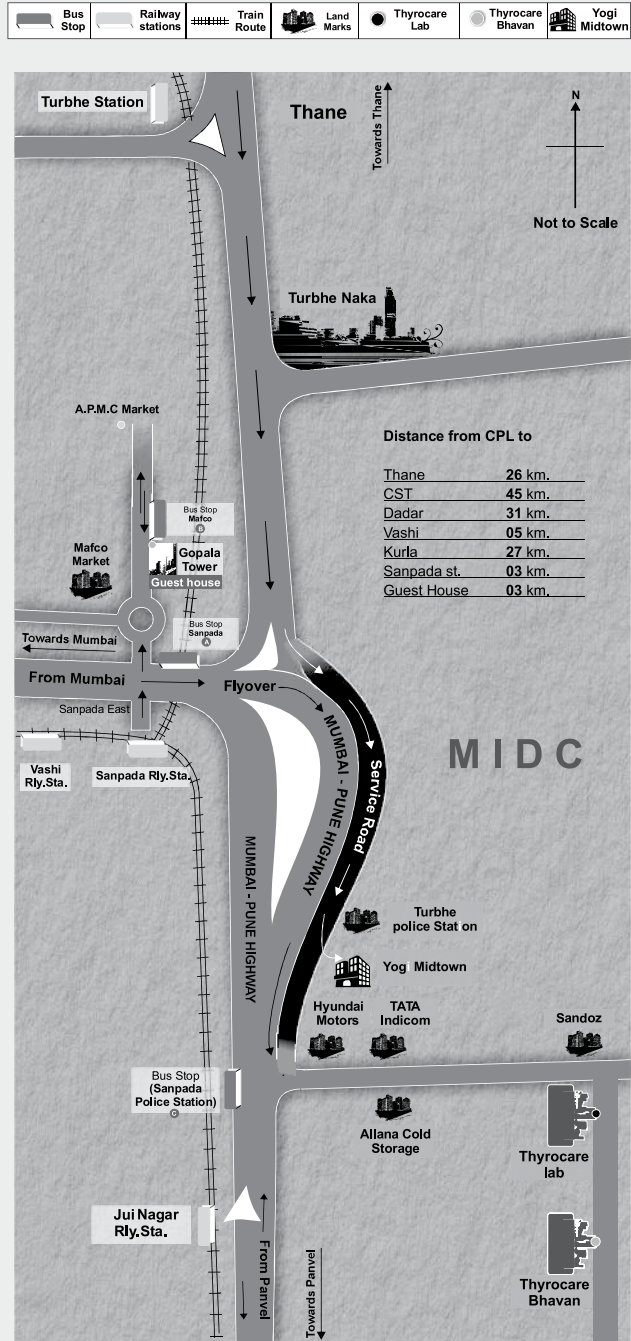 Bus
Stop
Railway
stations
Train
Route
Land
Marks
Thyrocare
Lab
Thyrocare
Bhavan
Yogi
Midtown
Turbhe Station
Thane
Towards Thane
N
Not to Scale
Turbhe Naka
A.P.M.C Market
Distance from CPL to
Thane 26 km.
CST 45 km.
Dadar 31 km.
Vashi 05 km.
Kurla 27 km.
Sanpada st. 03 km.
Guest House 03 km.
Bus Stop
Mafco
B
Mafco
Market
Gopala
Tower
Guest house
Bus Stop
Sanpada
A
Towards Mumbai
From Mumbai
Flyover
Sanpada East
Vashi
Rly.Sta.
Sanpada Rly.Sta.
MIDC
MUMBAI - PUNE HIGHWAY
Service Road
MUMBAI - PUNE HIGHWAY
Turbhe
police Station
Yogi Midtown
Hyundai
Motors
TATA
Indicom
Sandoz
Bus Stop
(Sanpada
Police Station)
C
Allana Cold
Storage
Thyrocare
lab
Jui Nagar
Rly.Sta.
From Panvel
Towards Panvel
Thyrocare
Bhavan